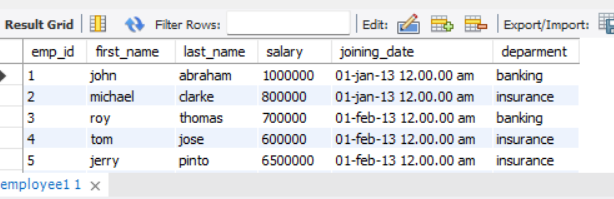 Result Grid Filter Rows: Edit: Export/Import:
emp_id first_name last_name salary joining_date deparment
1 john abraham 1000000 01-jan-13 12.00.00 am banking
2 michael clarke 800000 01-jan-13 12.00.00 am insurance
3 roy thomas 700000 01-feb-13 12.00.00 am banking
4 tom jose 600000 01-feb-13 12.00.00 am insurance
5 jerry pinto 6500000 01-feb-13 12.00.00 am insurance
employee1 1 ×